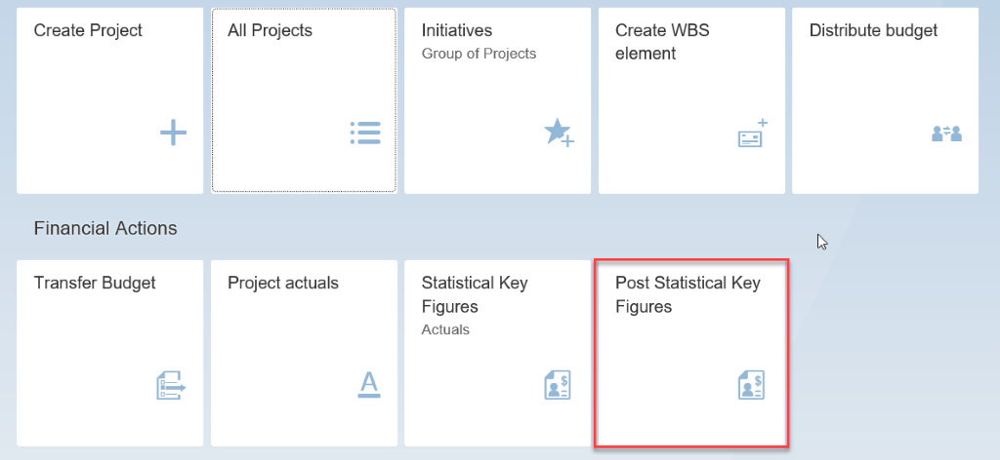 Create Project
All Projects
Initiatives
Group of Projects
Create WBS
element
Distribute budget
Financial Actions
Transfer Budget
Project actuals
Statistical Key
Figures
Actuals
Post Statistical Key
Figures